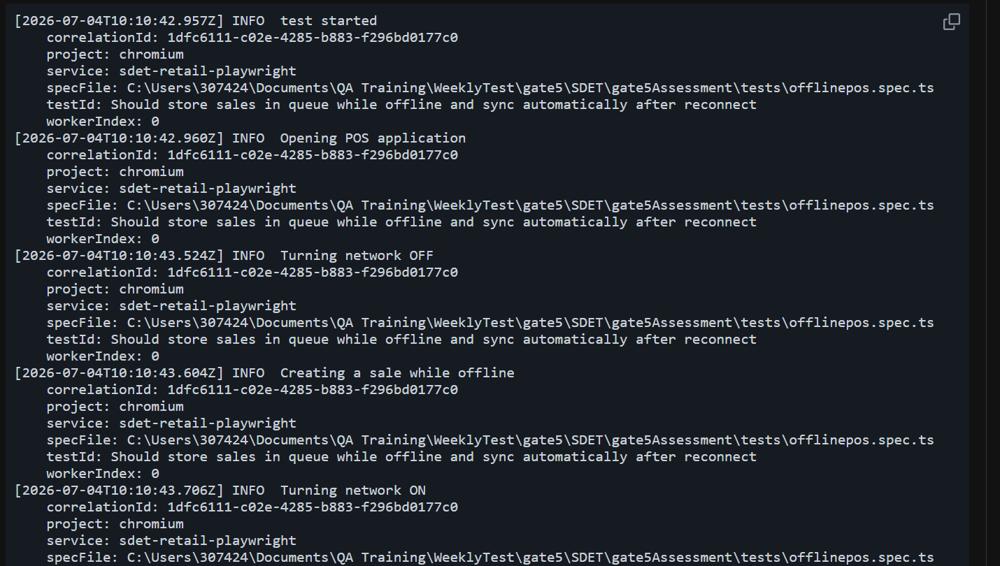 [2026-07-04T10:10:42.957Z] INFO  test started
    correlationId: 1dfc6111-c02e-4285-b883-f296bd0177c0
    project: chromium
    service: sdet-retail-playwright
    specFile: C:\Users\307424\Documents\QA Training\WeeklyTest\gate5\SDET\gate5Assessment\tests\offlinepos.spec.ts
    testId: Should store sales in queue while offline and sync automatically after reconnect
    workerIndex: 0
[2026-07-04T10:10:42.960Z] INFO  Opening POS application
    correlationId: 1dfc6111-c02e-4285-b883-f296bd0177c0
    project: chromium
    service: sdet-retail-playwright
    specFile: C:\Users\307424\Documents\QA Training\WeeklyTest\gate5\SDET\gate5Assessment\tests\offlinepos.spec.ts
    testId: Should store sales in queue while offline and sync automatically after reconnect
    workerIndex: 0
[2026-07-04T10:10:43.524Z] INFO  Turning network OFF
    correlationId: 1dfc6111-c02e-4285-b883-f296bd0177c0
    project: chromium
    service: sdet-retail-playwright
    specFile: C:\Users\307424\Documents\QA Training\WeeklyTest\gate5\SDET\gate5Assessment\tests\offlinepos.spec.ts
    testId: Should store sales in queue while offline and sync automatically after reconnect
    workerIndex: 0
[2026-07-04T10:10:43.604Z] INFO  Creating a sale while offline
    correlationId: 1dfc6111-c02e-4285-b883-f296bd0177c0
    project: chromium
    service: sdet-retail-playwright
    specFile: C:\Users\307424\Documents\QA Training\WeeklyTest\gate5\SDET\gate5Assessment\tests\offlinepos.spec.ts
    testId: Should store sales in queue while offline and sync automatically after reconnect
    workerIndex: 0
[2026-07-04T10:10:43.706Z] INFO  Turning network ON
    correlationId: 1dfc6111-c02e-4285-b883-f296bd0177c0
    project: chromium
    service: sdet-retail-playwright
    specFile: C:\Users\307424\Documents\QA Training\WeeklyTest\gate5\SDET\gate5Assessment\tests\offlinepos.spec.ts